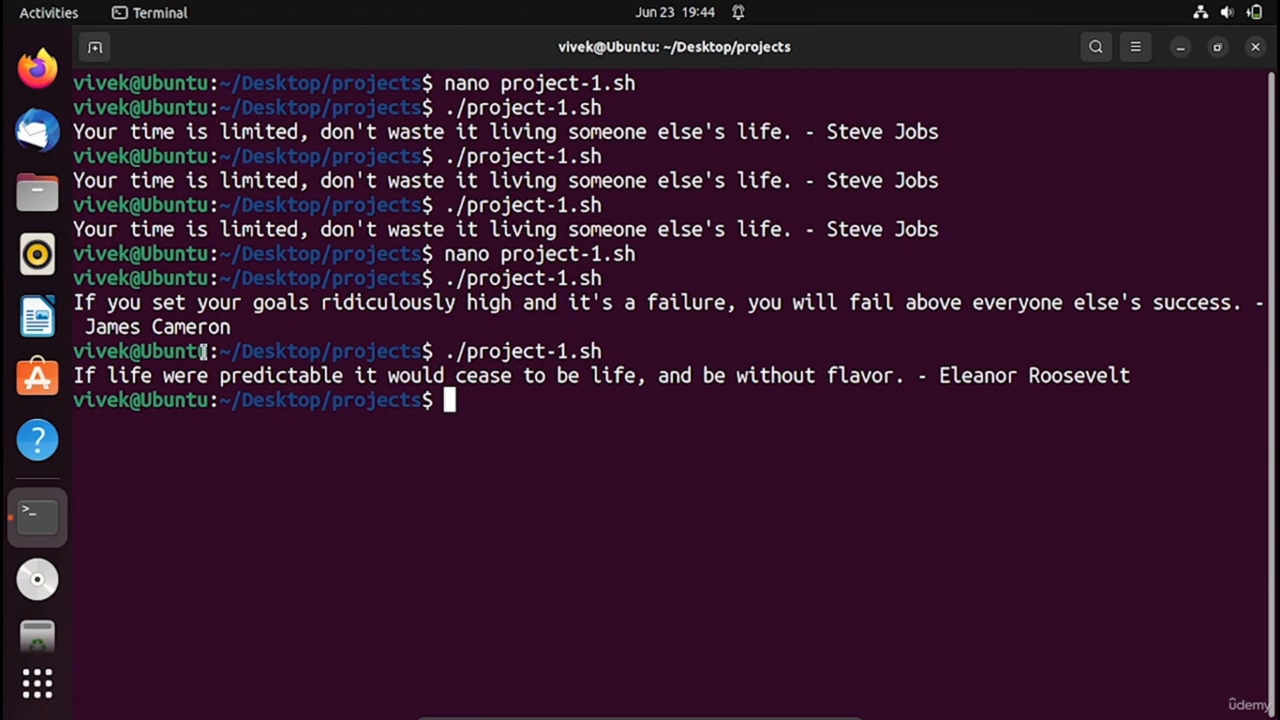 Activities Terminal Jun 23 19:44
vivek@Ubuntu: ~/Desktop/projects
vivek@Ubuntu:~/Desktop/projects$ nano project-1.sh
vivek@Ubuntu:~/Desktop/projects$ ./project-1.sh
Your time is limited, don't waste it living someone else's life. - Steve Jobs
vivek@Ubuntu:~/Desktop/projects$ ./project-1.sh
Your time is limited, don't waste it living someone else's life. - Steve Jobs
vivek@Ubuntu:~/Desktop/projects$ ./project-1.sh
Your time is limited, don't waste it living someone else's life. - Steve Jobs
vivek@Ubuntu:~/Desktop/projects$ nano project-1.sh
vivek@Ubuntu:~/Desktop/projects$ ./project-1.sh
If you set your goals ridiculously high and it's a failure, you will fail above everyone else's success. -
James Cameron
vivek@Ubuntu:~/Desktop/projects$ ./project-1.sh
If life were predictable it would cease to be life, and be without flavor. - Eleanor Roosevelt
vivek@Ubuntu:~/Desktop/projects$
ûdemy